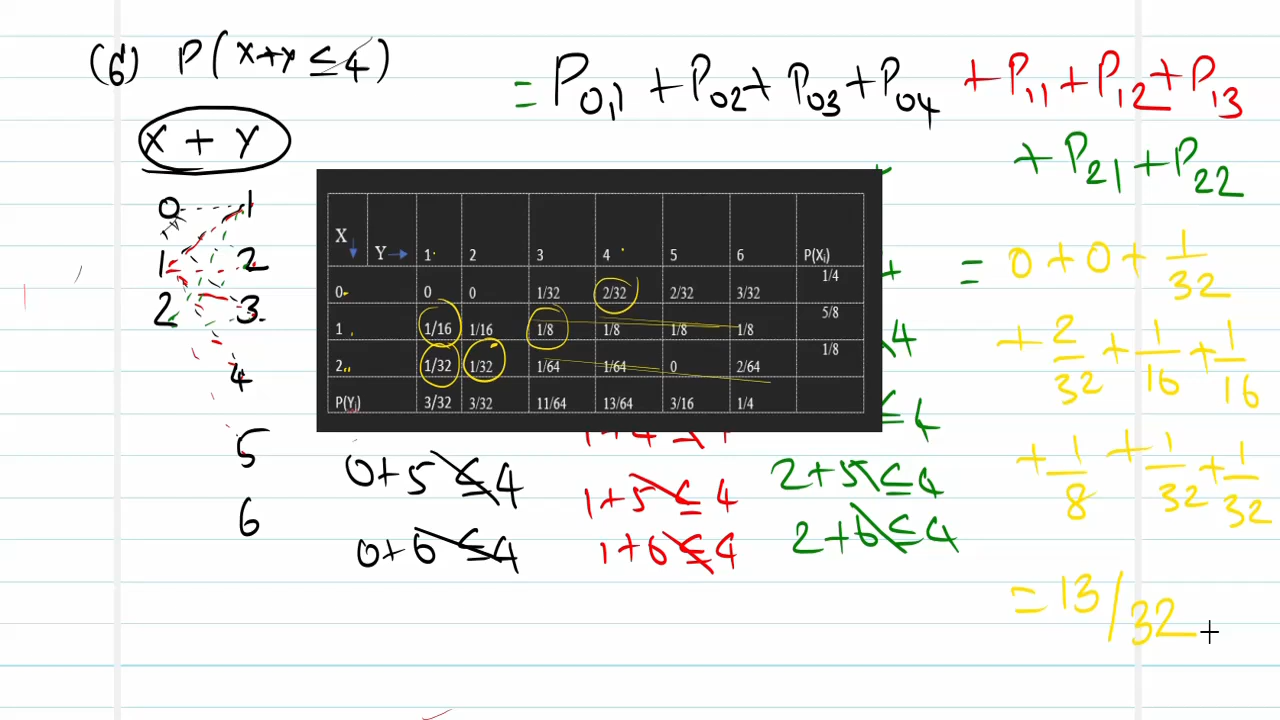 (6) P(X+Y ≤ 4)
= P₀,₁ + P₀₂ + P₀₃ + P₀₄ + P₁₁ + P₁₂ + P₁₃
+ P₂₁ + P₂₂
X + Y
0 1
1 2
2 3
4
5
6
X Y 1 2 3 4 5 6 P(Xᵢ)
0 0 0 1/32 2/32 2/32 3/32 1/4
1 1/16 1/16 1/8 1/8 1/8 1/8 5/8
2 1/32 1/32 1/64 1/64 0 2/64 1/8
P(Yⱼ) 3/32 3/32 11/64 13/64 3/16 1/4
0+5 ≤ 4 1+5 ≤ 4 2+5 ≤ 4
0+6 ≤ 4 1+6 ≤ 4 2+6 ≤ 4
= 0 + 0 + 1/32
+ 2/32 + 1/16 + 1/16
+ 1/8 + 1/32 + 1/32
= 13/32